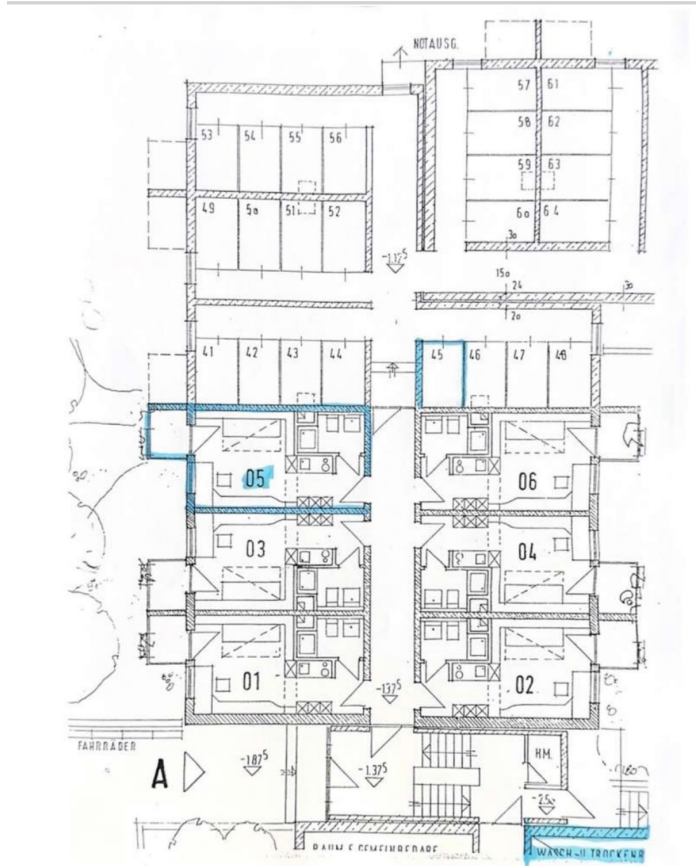 NOTAUSG.
57 61
58 62
59 63
60 64
53 54 55 56
49 50 51 52
-1.12⁵
30
150
24
30
20
41 42 43 44
45 46 47 48
05
06
03
04
01
02
-1.37⁵
FAHRRÄDER
A
-1.87⁵
-1.37⁵
HM.
-2.50
RAUM F. GEMEINBEDARF
WASCH- U. TROCKENR